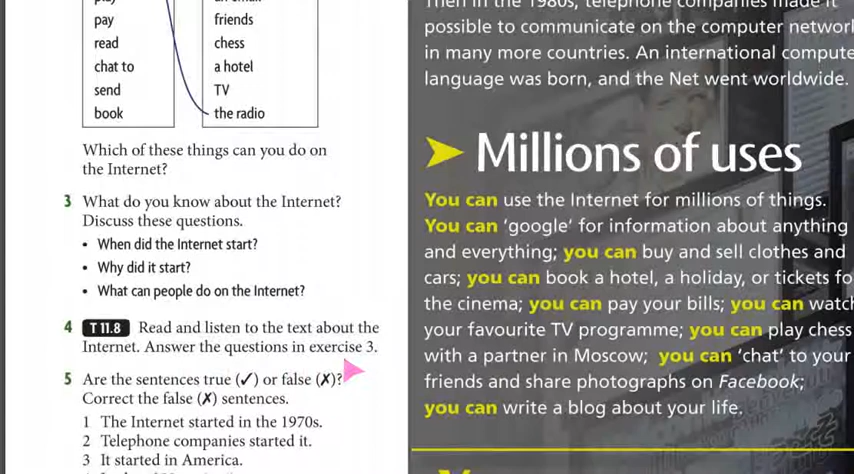 pay
read
chat to
send
book
friends
chess
a hotel
TV
the radio
Which of these things can you do on
the Internet?
3 What do you know about the Internet?
Discuss these questions.
• When did the Internet start?
• Why did it start?
• What can people do on the Internet?
4 T 11.8 Read and listen to the text about the
Internet. Answer the questions in exercise 3.
5 Are the sentences true (✓) or false (✗)?
Correct the false (✗) sentences.
1 The Internet started in the 1970s.
2 Telephone companies started it.
3 It started in America.
Then in the 1980s, telephone companies made it
possible to communicate on the computer network
in many more countries. An international compute
language was born, and the Net went worldwide.
➤ Millions of uses
You can use the Internet for millions of things.
You can 'google' for information about anything
and everything; you can buy and sell clothes and
cars; you can book a hotel, a holiday, or tickets fo
the cinema; you can pay your bills; you can watch
your favourite TV programme; you can play chess
with a partner in Moscow; you can 'chat' to your
friends and share photographs on Facebook;
you can write a blog about your life.